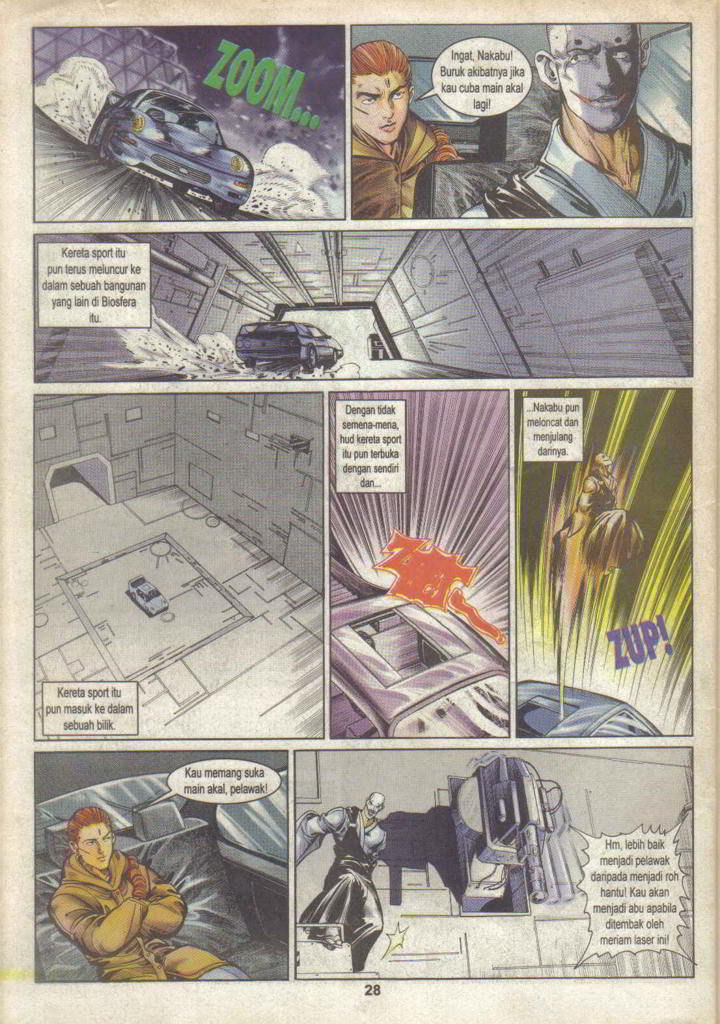 ZOOM...
Ingat, Nakabu!
Buruk akibatnya jika
kau cuba main akal
lagi!
Kereta sport itu
pun terus meluncur ke
dalam sebuah bangunan
yang lain di Biosfera
itu.
Kereta sport itu
pun masuk ke dalam
sebuah bilik.
Dengan tidak
semena-mena,
hud kereta sport
itu pun terbuka
dengan sendiri
dan...
...Nakabu pun
meloncat dan
menjulang
darinya.
ZUP!
Kau memang suka
main akal, pelawak!
Hm, lebih baik
menjadi pelawak
daripada menjadi roh
hantu! Kau akan
menjadi abu apabila
ditembak oleh
meriam laser ini!
28